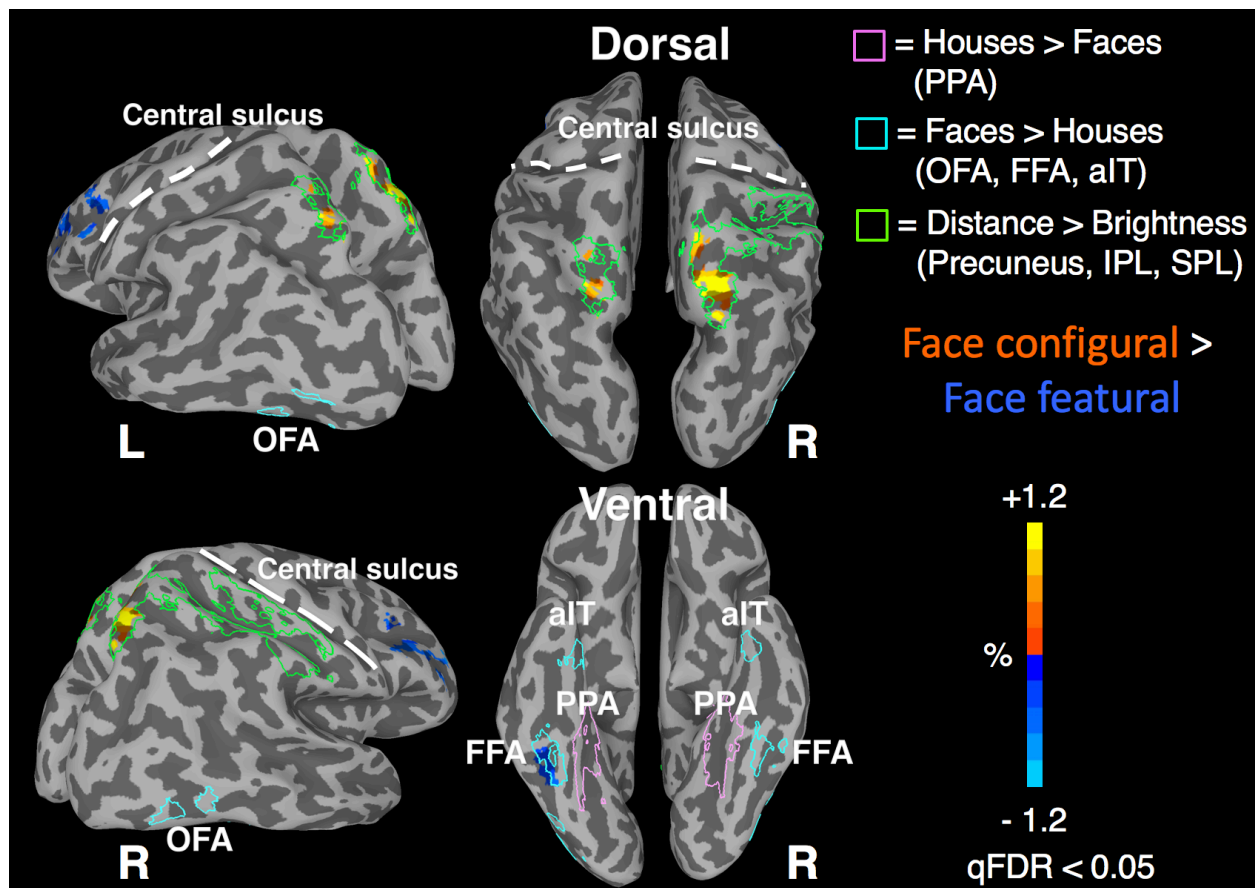 Dorsal
Central sulcus
Central sulcus
L
OFA
R
= Houses > Faces
(PPA)
= Faces > Houses
(OFA, FFA, aIT)
= Distance > Brightness
(Precuneus, IPL, SPL)
Face configural >
Face featural
Ventral
Central sulcus
aIT
aIT
PPA
PPA
FFA
FFA
OFA
R
R
+1.2
%
- 1.2
qFDR < 0.05